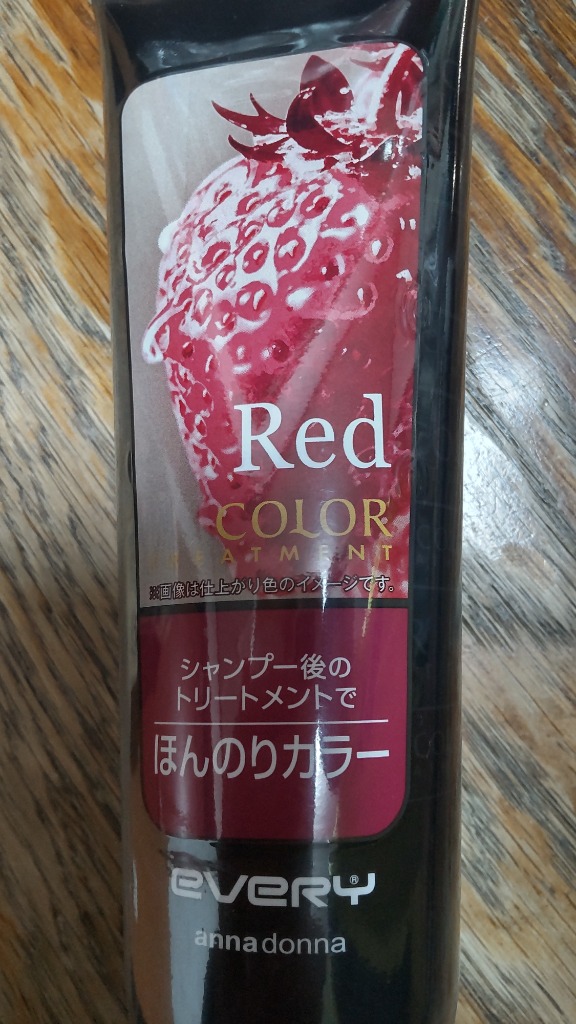 Red
COLOR
TREATMENT
※画像は仕上がり色のイメージです。
シャンプー後の
トリートメントで
ほんのりカラー
eveRY®
annadonna